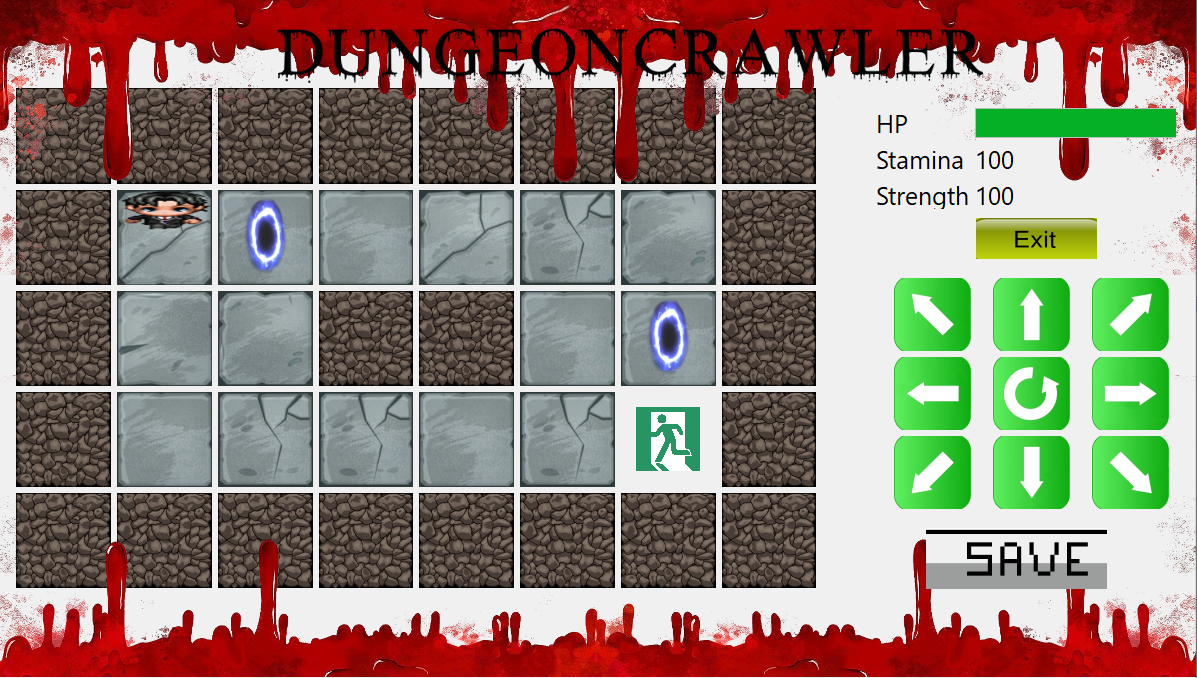 DUNGEONCRAWLER
HP
Stamina 100
Strength 100
Exit
SAVE